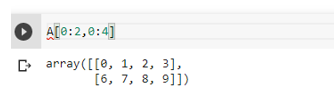 A[0:2,0:4]
array([[0, 1, 2, 3],
[6, 7, 8, 9]])